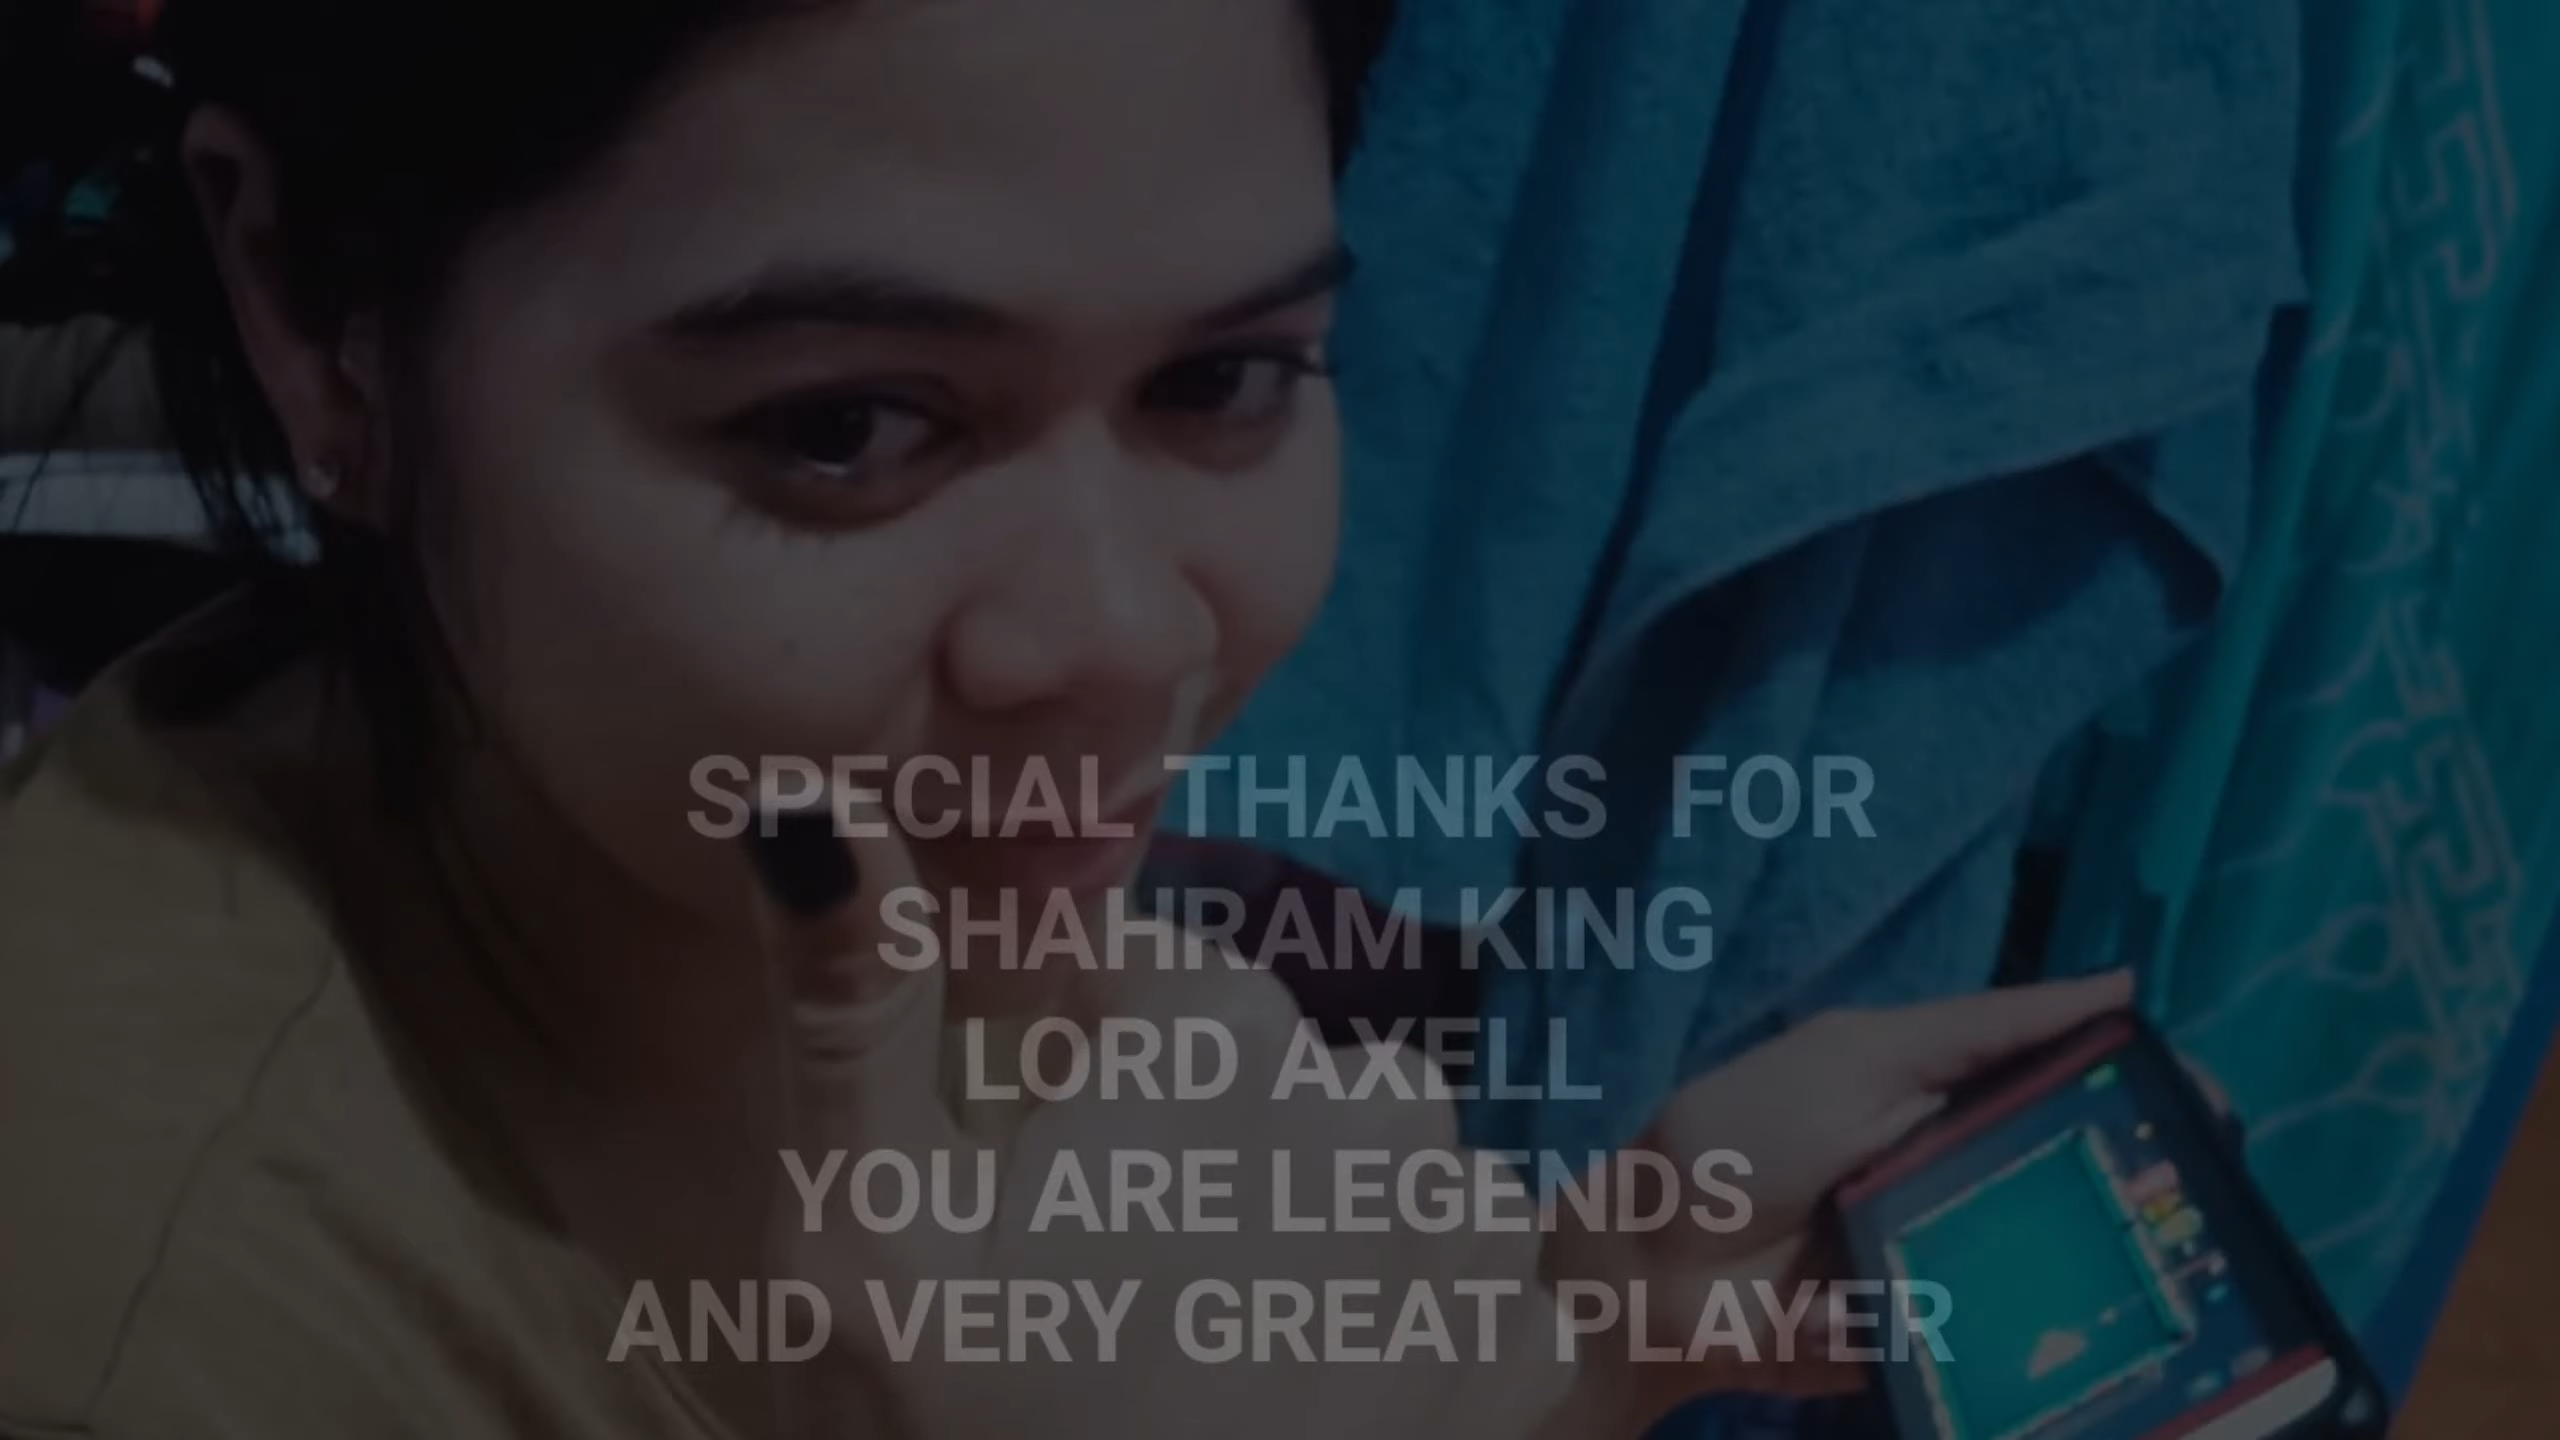 SPECIAL THANKS FOR
SHAHRAM KING
LORD AXELL
YOU ARE LEGENDS
AND VERY GREAT PLAYER